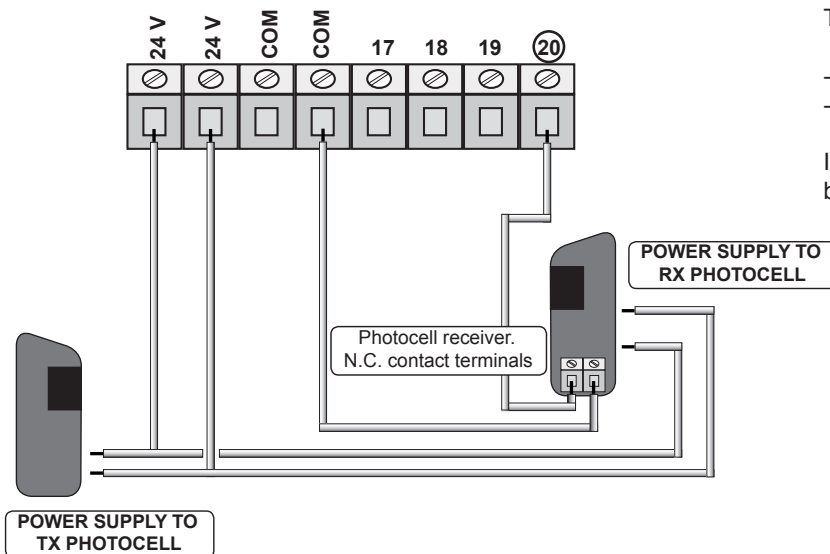 24 V
24 V
COM
COM
17
18
19
20
T
I
b
POWER SUPPLY TO
RX PHOTOCELL
Photocell receiver.
N.C. contact terminals
POWER SUPPLY TO
TX PHOTOCELL